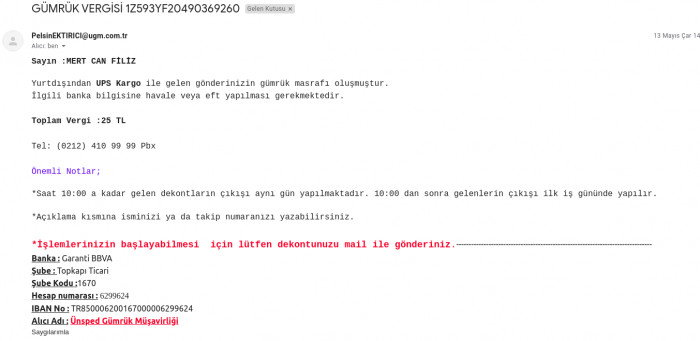 GÜMRÜK VERGİSİ 1Z593YF20490369260 Gelen Kutusu x
PelsinEKTIRICI@ugm.com.tr 13 Mayıs Çar 14
Alıcı: ben
Sayın :MERT CAN FİLİZ
Yurtdışından UPS Kargo ile gelen gönderinizin gümrük masrafı oluşmuştur.
İlgili banka bilgisine havale veya eft yapılması gerekmektedir.
Toplam Vergi :25 TL
Tel: (0212) 410 99 99 Pbx
Önemli Notlar;
*Saat 10:00 a kadar gelen dekontların çıkışı aynı gün yapılmaktadır. 10:00 dan sonra gelenlerin çıkışı ilk iş gününde yapılır.
*Açıklama kısmına isminizi ya da takip numaranızı yazabilirsiniz.
*İşlemlerinizin başlayabilmesi için lütfen dekontunuzu mail ile gönderiniz.----------------------------------------------------------------
Banka : Garanti BBVA
Şube : Topkapı Ticari
Şube Kodu :1670
Hesap numarası : 6299624
IBAN No : TR850006200167000006299624
Alıcı Adı : Ünsped Gümrük Müşavirliği
Saygılarımla